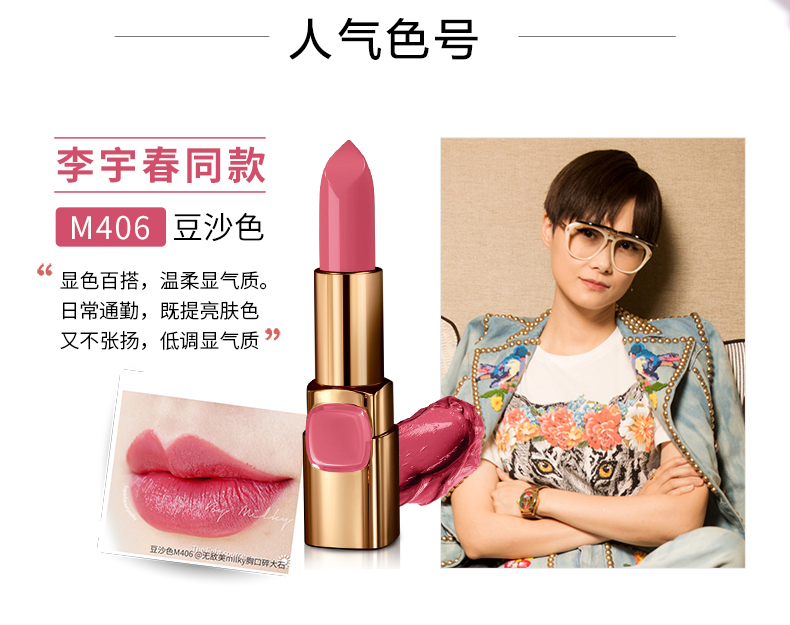 人气色号
李宇春同款
M406 豆沙色
“显色百搭，温柔显气质。
日常通勤，既提亮肤色
又不张扬，低调显气质”
by Milky
豆沙色M406 @无敌美milky胸口碎大石